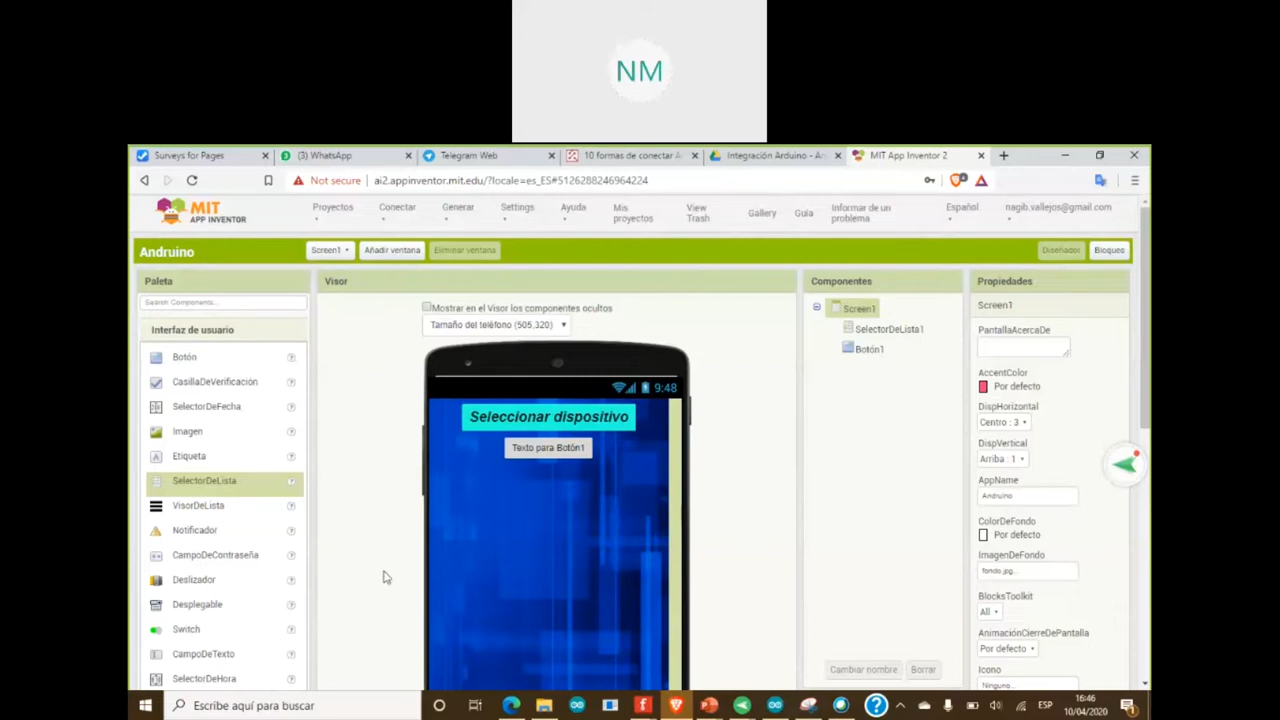 NM
Surveys for Pages
(3) WhatsApp
Telegram Web
10 formas de conectar A
Integración Arduino - An
MIT App Inventor 2
Not secure
ai2.appinventor.mit.edu/?locale=es_ES#5126288246964224
MIT
APP INVENTOR
Proyectos
Conectar
Generar
Settings
Ayuda
Mis proyectos
View Trash
Gallery
Guía
Informar de un problema
Español
nagib.vallejos@gmail.com
Andruino
Screen1
Añadir ventana
Eliminar ventana
Diseñador
Bloques
Paleta
Search Components...
Interfaz de usuario
Botón
CasillaDeVerificación
SelectorDeFecha
Imagen
Etiqueta
SelectorDeLista
VisorDeLista
Notificador
CampoDeContraseña
Deslizador
Desplegable
Switch
CampoDeTexto
SelectorDeHora
Visor
Mostrar en el Visor los componentes ocultos
Tamaño del teléfono (505,320)
9:48
Seleccionar dispositivo
Texto para Botón1
Componentes
Screen1
SelectorDeLista1
Botón1
Cambiar nombre
Borrar
Propiedades
Screen1
PantallaAcercaDe
AccentColor
Por defecto
DispHorizontal
Centro : 3
DispVertical
Arriba : 1
AppName
Andruino
ColorDeFondo
Por defecto
ImagenDeFondo
fondo.jpg...
BlocksToolkit
All
AnimaciónCierreDePantalla
Por defecto
Icono
Ninguno...
Escribe aquí para buscar
ESP
16:46
10/04/2020